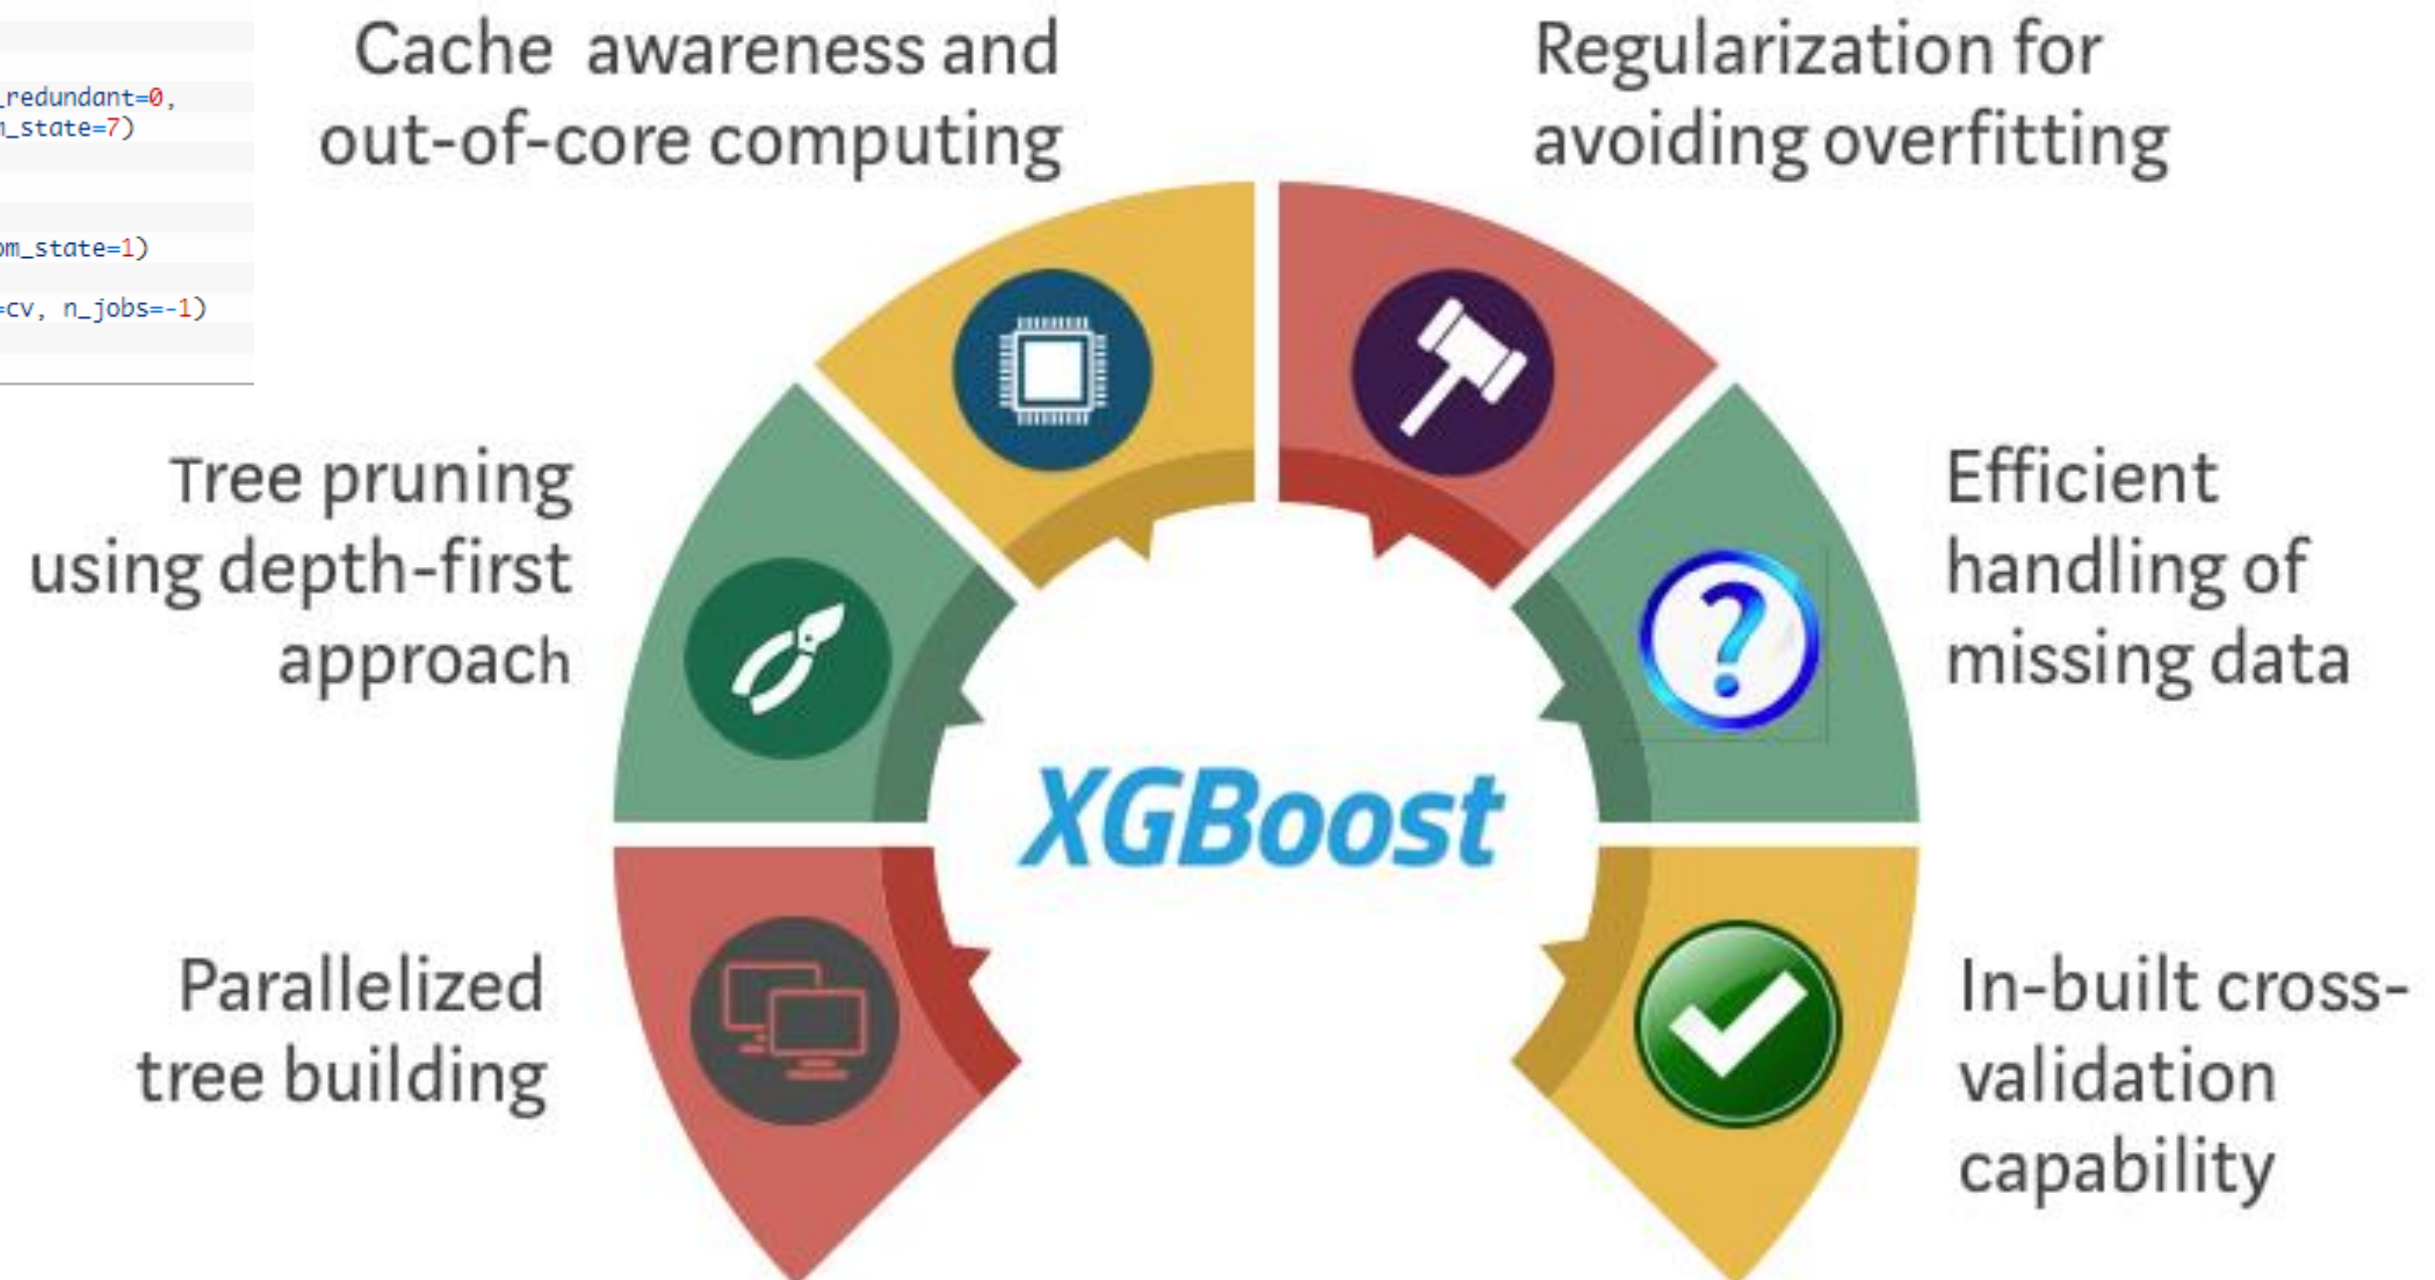 _redundant=0,
_state=7)
om_state=1)
=cv, n_jobs=-1)
Cache awareness and
out-of-core computing
Regularization for
avoiding overfitting
Tree pruning
using depth-first
approach
Efficient
handling of
missing data
XGBoost
Parallelized
tree building
In-built cross-
validation
capability